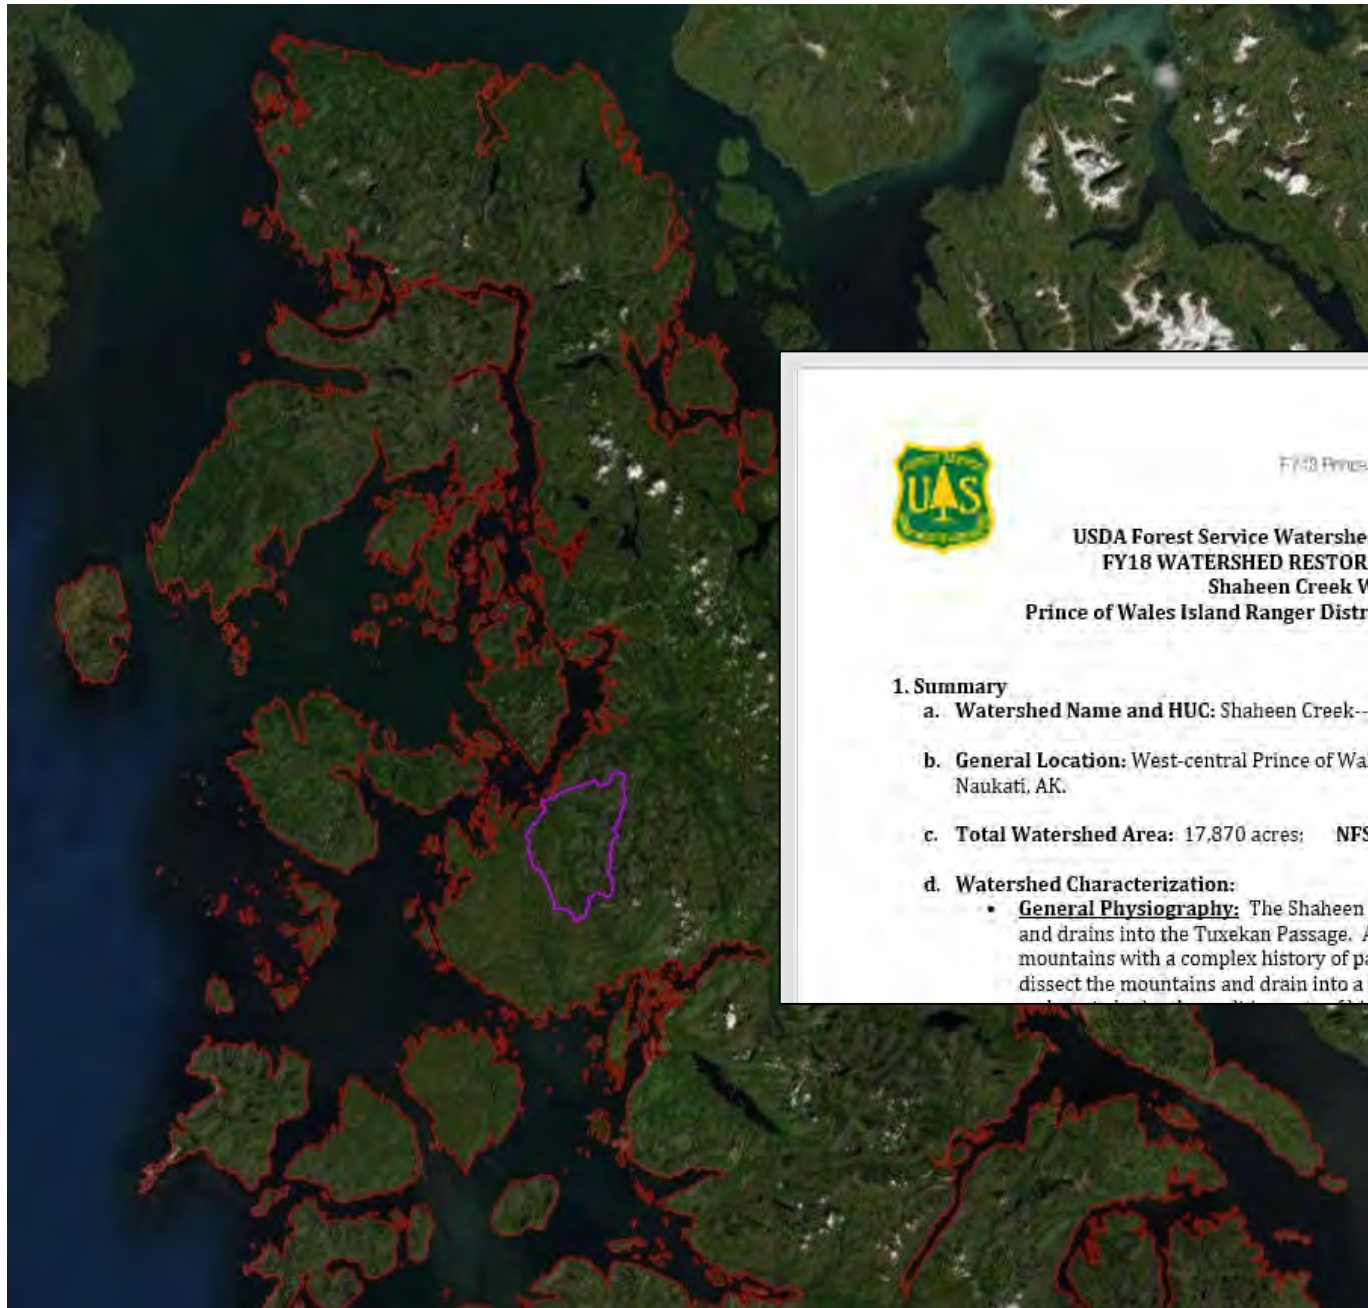 UAS
USDA Forest Service Watershe
FY18 WATERSHED RESTOR
Shaheen Creek W
Prince of Wales Island Ranger Distr
1. Summary
a. Watershed Name and HUC: Shaheen Creek--
b. General Location: West-central Prince of Wal
Naukati, AK.
c. Total Watershed Area: 17,870 acres; NFS
d. Watershed Characterization:
• General Physiography: The Shaheen
and drains into the Tuxekan Passage. A
mountains with a complex history of pa
dissect the mountains and drain into a